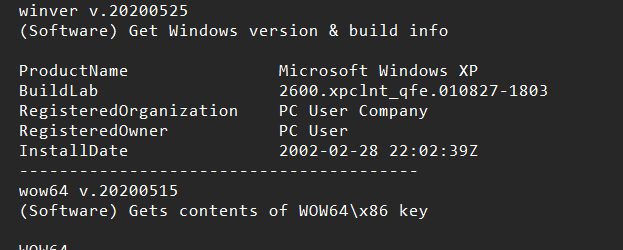 winver v.20200525
(Software) Get Windows version & build info
ProductName Microsoft Windows XP
BuildLab 2600.xpclnt_qfe.010827-1803
RegisteredOrganization PC User Company
RegisteredOwner PC User
InstallDate 2002-02-28 22:02:39Z
----------------------------------------
wow64 v.20200515
(Software) Gets contents of WOW64\x86 key
WOW64